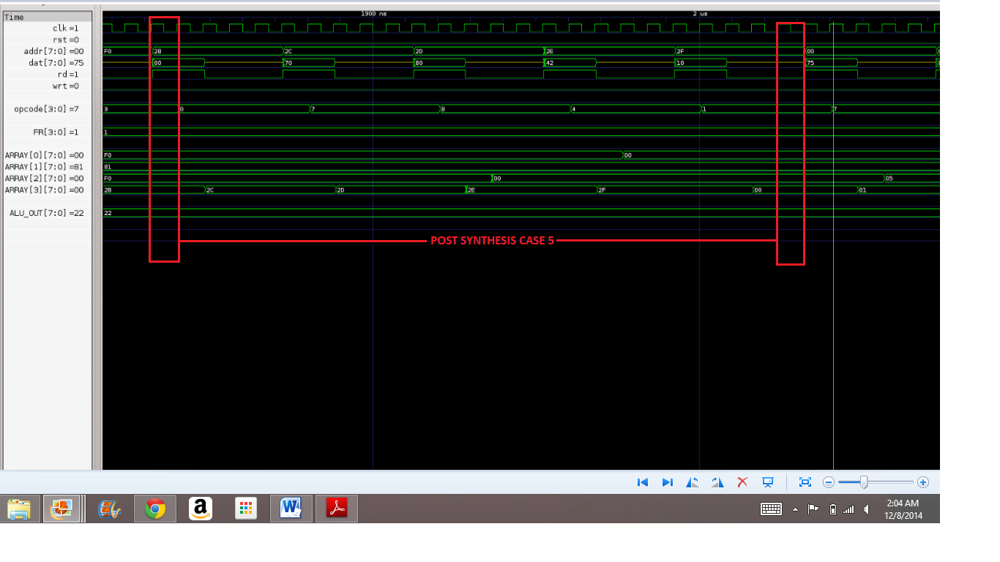 Time 1900 ns 2 us
clk =1
rst =0
addr[7:0] =00 F0 2B 2C 2D 2E 2F 00
dat[7:0] =75 00 70 80 42 10 75
rd =1
wrt =0
opcode[3:0] =7 3 0 7 8 4 1 7
FR[3:0] =1 1
ARRAY[0][7:0] =00 F0 00
ARRAY[1][7:0] =81 81
ARRAY[2][7:0] =00 F0 00 05
ARRAY[3][7:0] =00 2B 2C 2D 2E 2F 00 01
ALU_OUT[7:0] =22 22
POST SYNTHESIS CASE 5
2:04 AM
12/8/2014